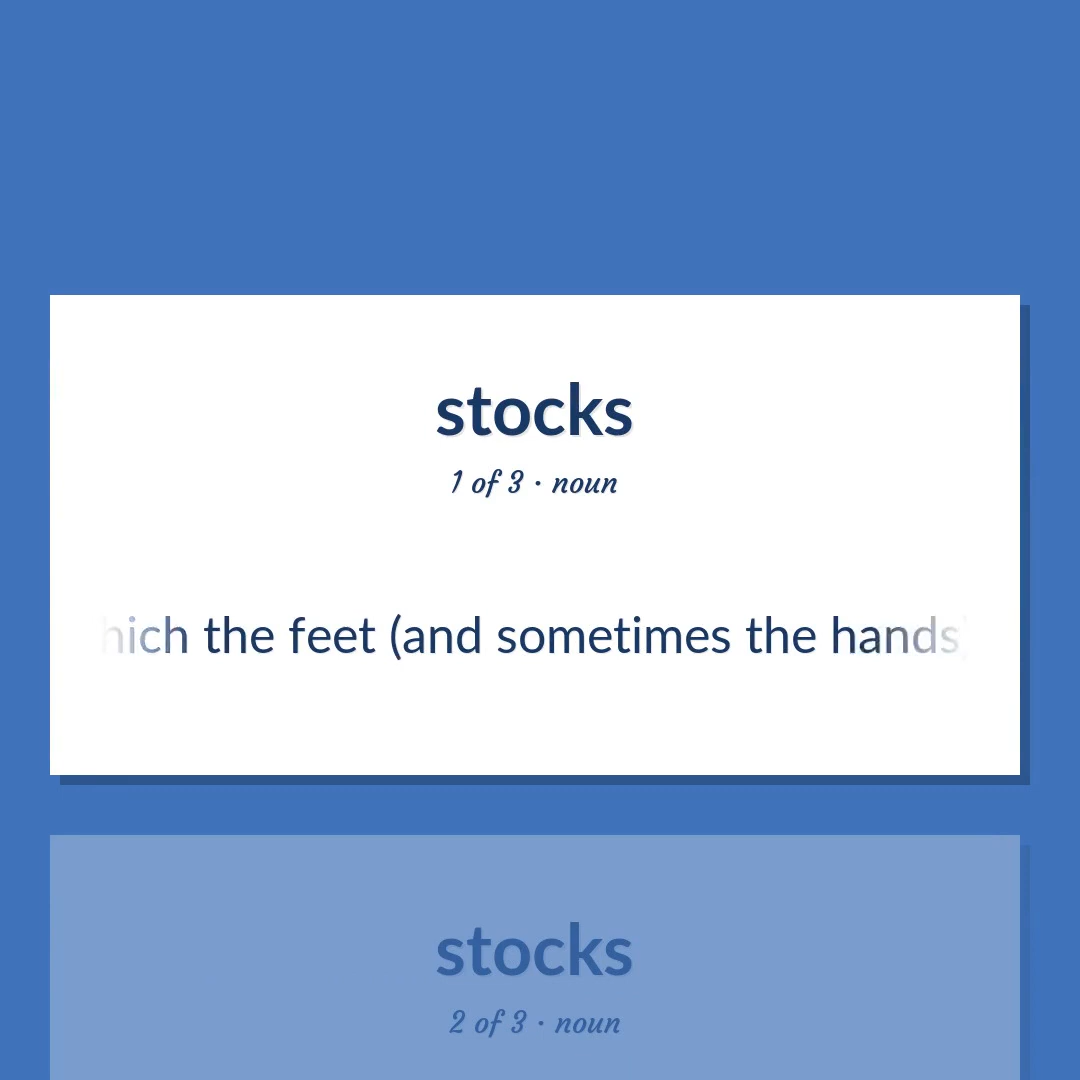 stocks
1 of 3 · noun
hich the feet (and sometimes the hands)
stocks
2 of 3 · noun